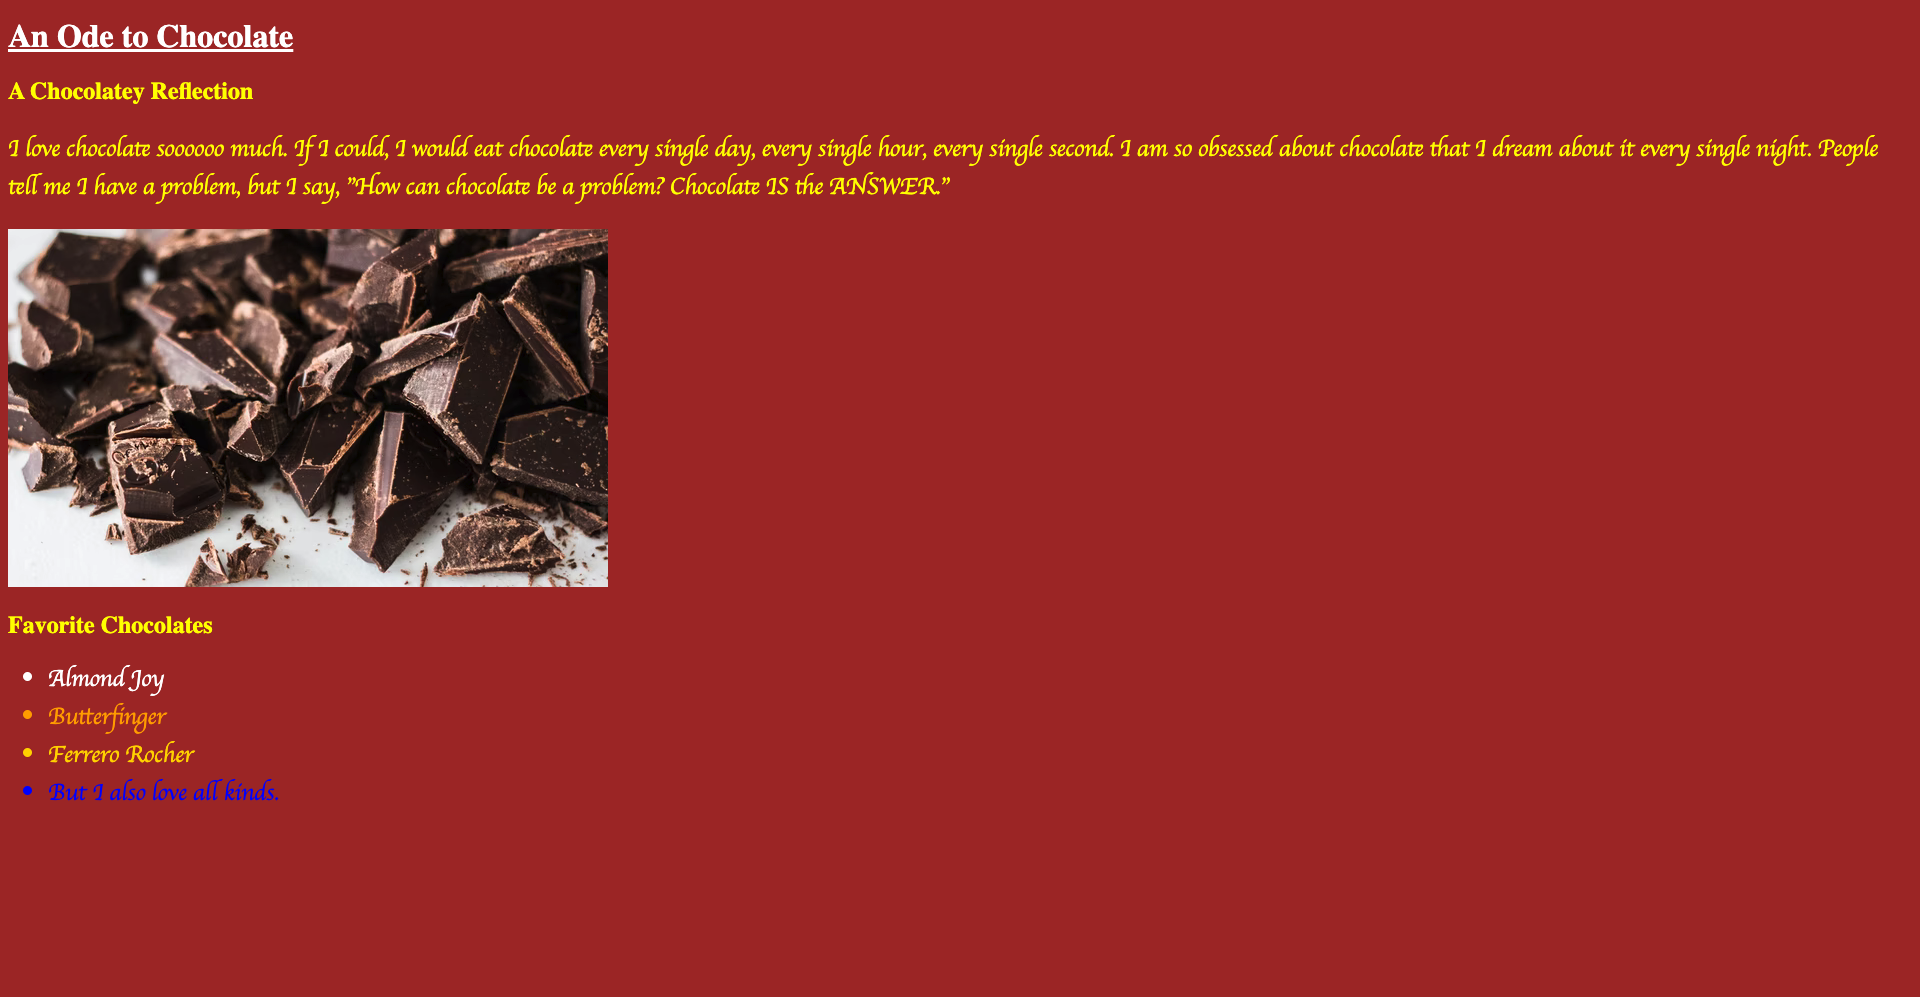 An Ode to Chocolate
A Chocolatey Reflection
I love chocolate soooooo much. If I could, I would eat chocolate every single day, every single hour, every single second. I am so obsessed about chocolate that I dream about it every single night. People
tell me I have a problem, but I say, "How can chocolate be a problem? Chocolate IS the ANSWER."
Favorite Chocolates
• Almond Joy
• Butterfinger
• Ferrero Rocher
• But I also love all kinds.